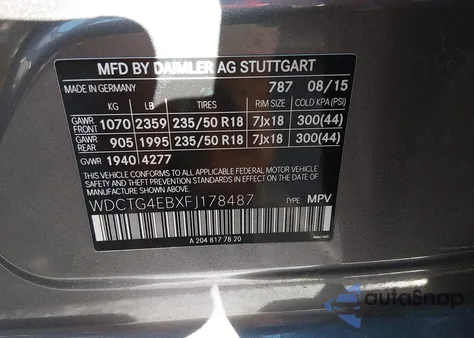 MFD BY DAIMLER AG STUTTGART
MADE IN GERMANY 787 08/15
KG LB TIRES RIM SIZE COLD KPA(PSI)
GAWR FRONT 1070 2359 235/50 R18 7Jx18 300(44)
GAWR REAR 905 1995 235/50 R18 7Jx18 300(44)
GVWR 1940 4277
THIS VEHICLE CONFORMS TO ALL APPLICABLE FEDERAL MOTOR VEHICLE
SAFETY STANDARDS IN EFFECT ON THE DATE OF MANUFACTURE SHOWN ABOVE.
WDCTG4EBXFJ178487 TYPE: MPV
A 204 817 78 20
autoSnap